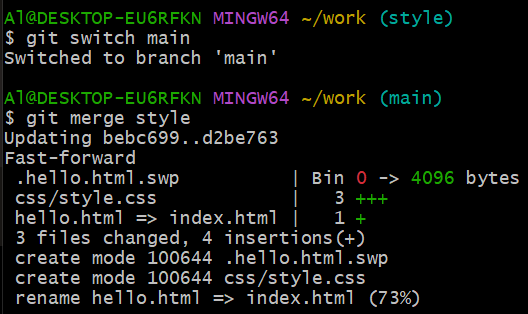 Al@DESKTOP-EU6RFKN MINGW64 ~/work (style)
$ git switch main
Switched to branch 'main'

Al@DESKTOP-EU6RFKN MINGW64 ~/work (main)
$ git merge style
Updating bebc699..d2be763
Fast-forward
 .hello.html.swp          | Bin 0 -> 4096 bytes
 css/style.css            |   3 +++
 hello.html => index.html |   1 +
 3 files changed, 4 insertions(+)
 create mode 100644 .hello.html.swp
 create mode 100644 css/style.css
 rename hello.html => index.html (73%)